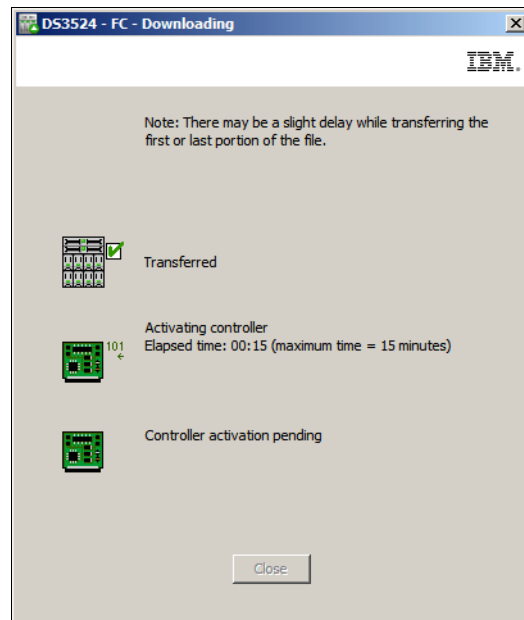 DS3524 - FC - Downloading
IBM.
Note: There may be a slight delay while transferring the
first or last portion of the file.
Transferred
Activating controller
101
Elapsed time: 00:15 (maximum time = 15 minutes)
Controller activation pending
Close